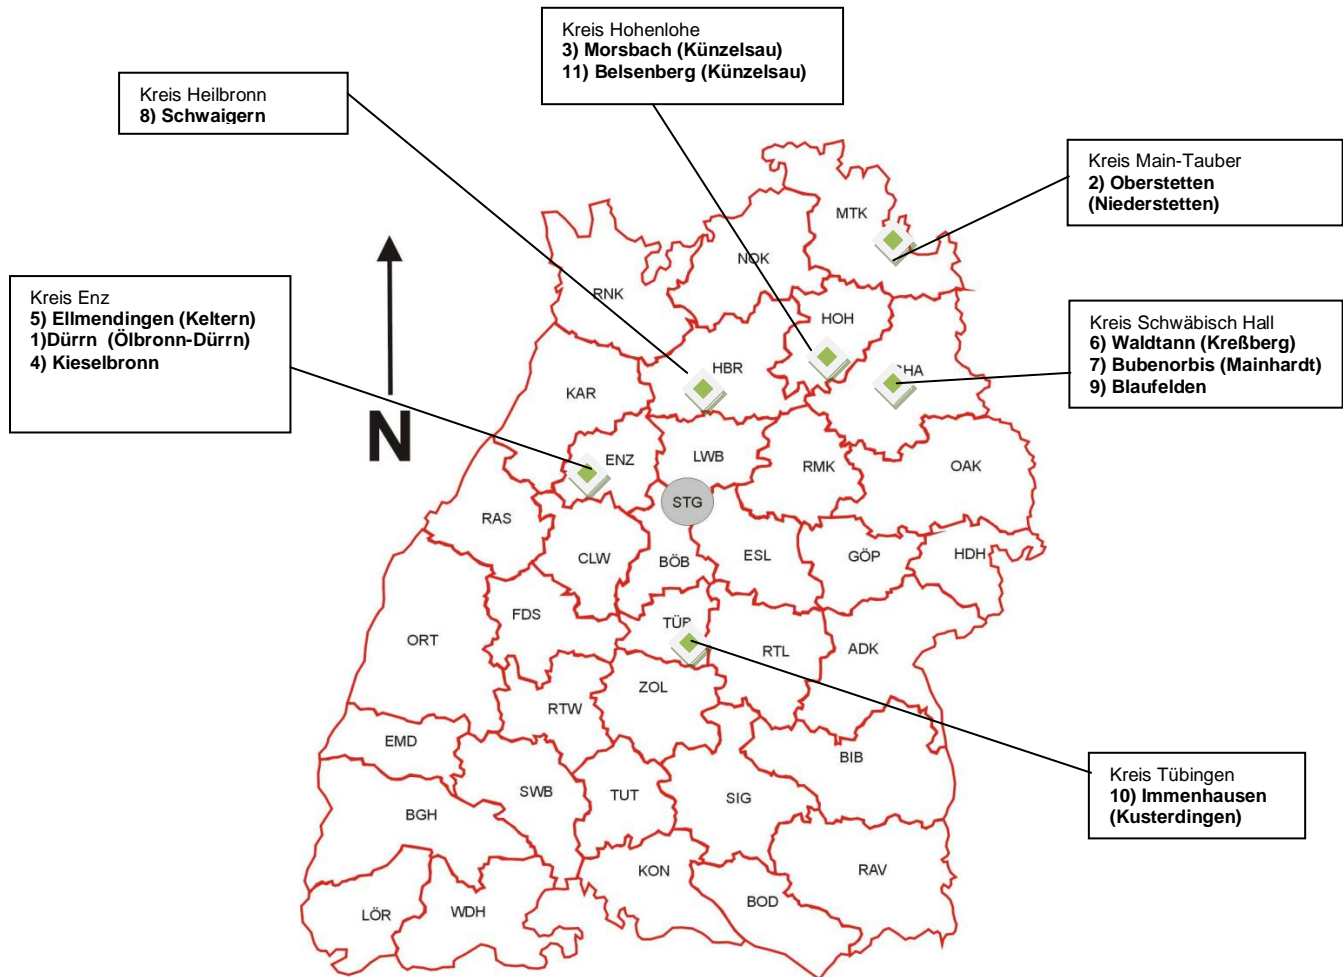 Kreis Hohenlohe
3) Morsbach (Künzelsau)
11) Belsenberg (Künzelsau)
Kreis Heilbronn
8) Schwaigern
Kreis Main-Tauber
2) Oberstetten
(Niederstetten)
Kreis Enz
5) Ellmendingen (Keltern)
1)Dürrn (Ölbronn-Dürrn)
4) Kieselbronn
Kreis Schwäbisch Hall
6) Waldtann (Kreßberg)
7) Bubenorbis (Mainhardt)
9) Blaufelden
Kreis Tübingen
10) Immenhausen
(Kusterdingen)
N
MTK
NOK
RNK
HOH
HBR
SHA
KAR
ENZ
LWB
RMK
OAK
STG
RAS
CLW
BÖB
ESL
GÖP
HDH
FDS
TÜB
ORT
RTL
ADK
ZOL
RTW
EMD
BIB
SWB
TUT
SIG
BGH
KON
RAV
BOD
LÖR
WDH